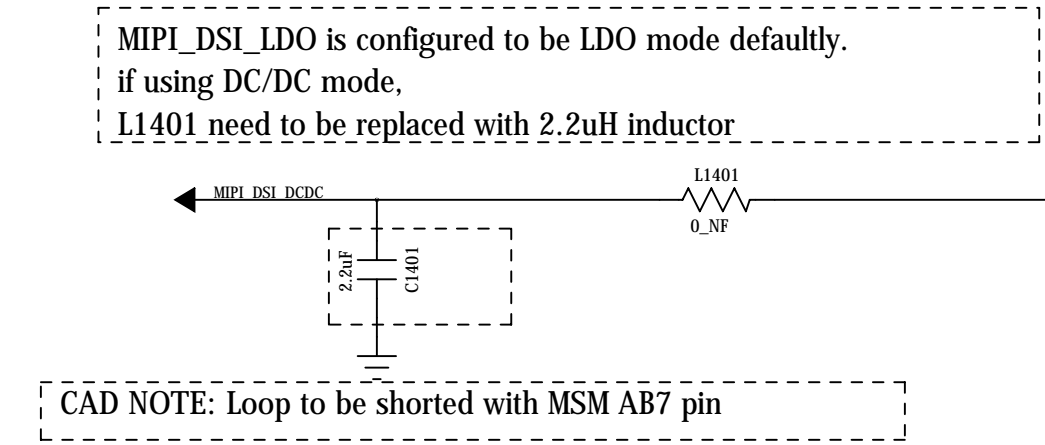 MIPI_DSI_LDO is configured to be LDO mode defaultly.
if using DC/DC mode,
L1401 need to be replaced with 2.2uH inductor
MIPI_DSI_DCDC
L1401
0_NF
2.2uF
C1401
CAD NOTE: Loop to be shorted with MSM AB7 pin